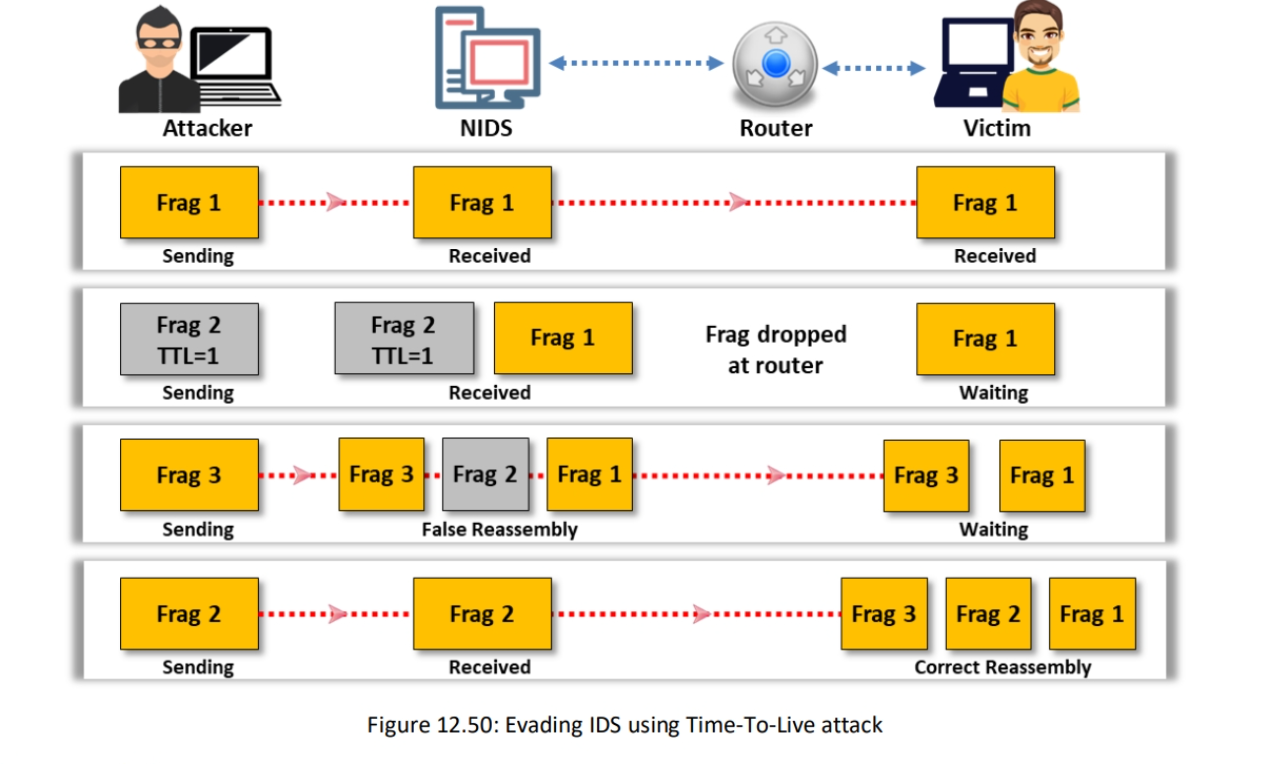 Attacker
NIDS
Router
Victim
Frag 1
Frag 1
Frag 1
Sending
Received
Received
Frag 2
TTL=1
Frag 2
TTL=1
Frag 1
Frag dropped
at router
Frag 1
Sending
Received
Waiting
Frag 3
Frag 3
Frag 2
Frag 1
Frag 3
Frag 1
Sending
False Reassembly
Waiting
Frag 2
Frag 2
Frag 3
Frag 2
Frag 1
Sending
Received
Correct Reassembly
Figure 12.50: Evading IDS using Time-To-Live attack